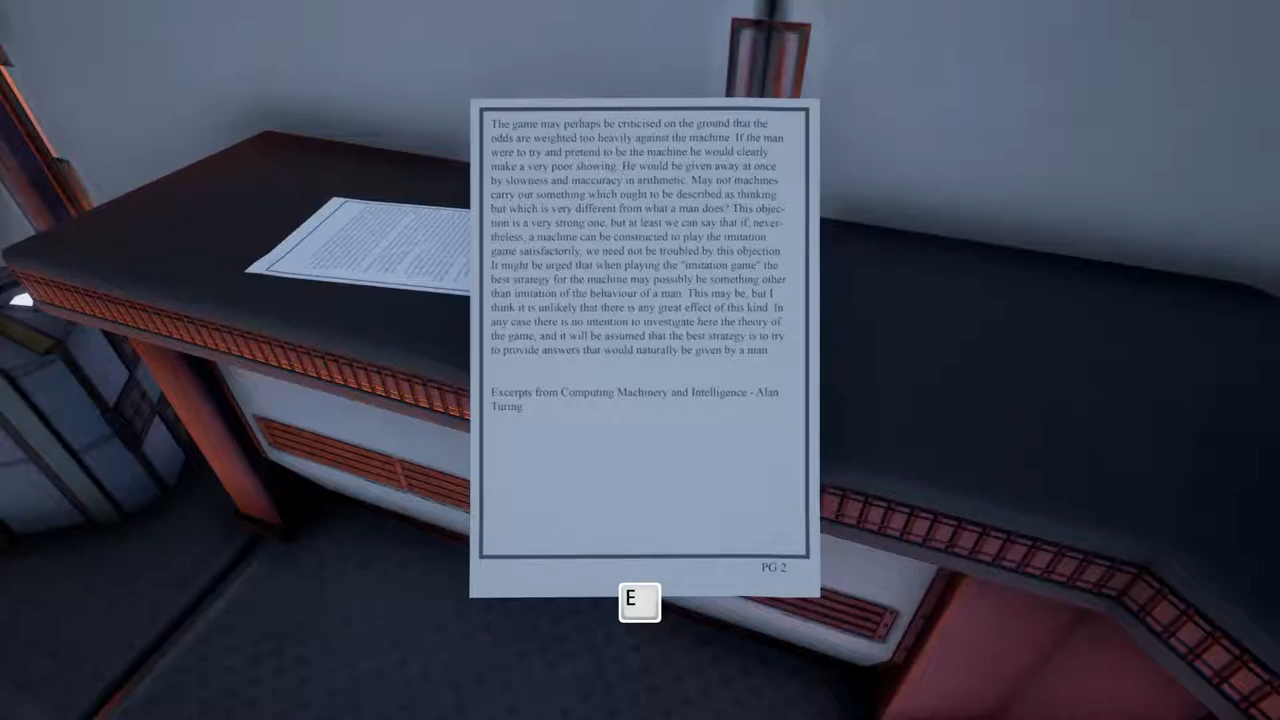 The game may perhaps be criticised on the ground that the
odds are weighted too heavily against the machine. If the man
were to try and pretend to be the machine he would clearly
make a very poor showing. He would be given away at once
by slowness and inaccuracy in arithmetic. May not machines
carry out something which ought to be described as thinking
but which is very different from what a man does? This objec-
tion is a very strong one, but at least we can say that if, never-
theless, a machine can be constructed to play the imitation
game satisfactorily, we need not be troubled by this objection.
It might be urged that when playing the "imitation game" the
best strategy for the machine may possibly be something other
than imitation of the behaviour of a man. This may be, but I
think it is unlikely that there is any great effect of this kind. In
any case there is no intention to investigate here the theory of
the game, and it will be assumed that the best strategy is to try
to provide answers that would naturally be given by a man
Excerpts from Computing Machinery and Intelligence - Alan
Turing
PG 2
E